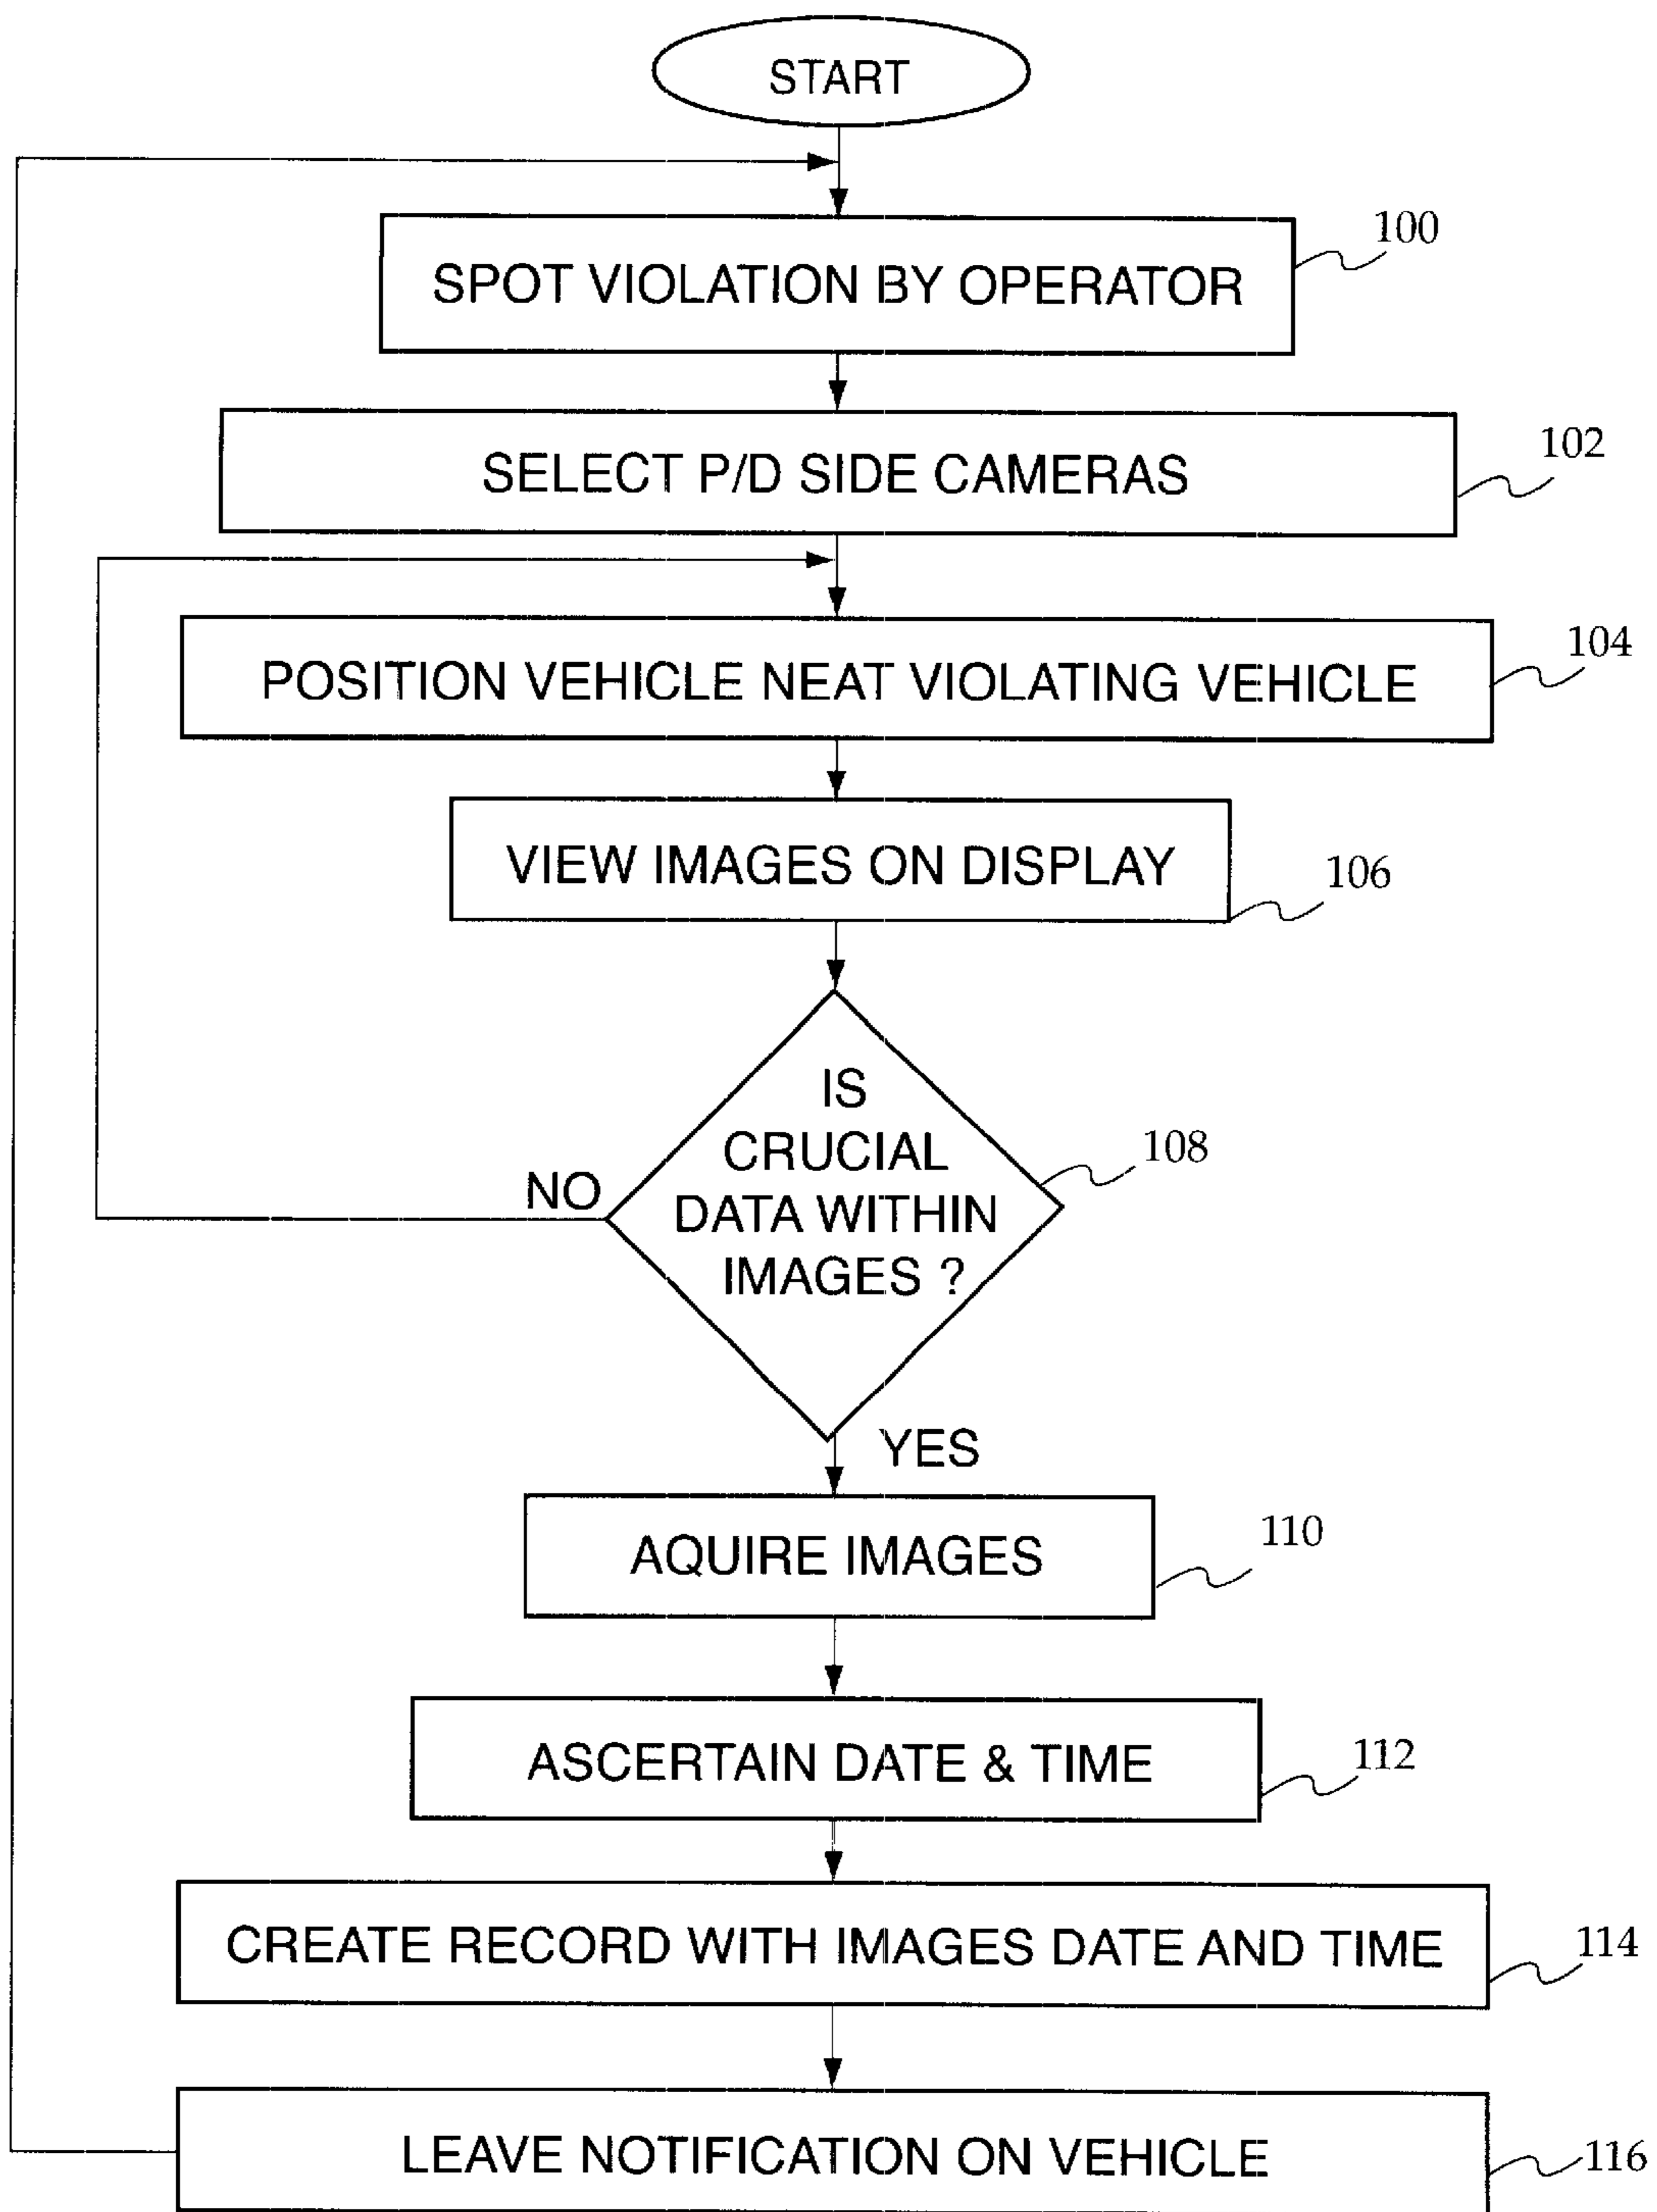 START
SPOT VIOLATION BY OPERATOR
100
SELECT P/D SIDE CAMERAS
102
POSITION VEHICLE NEAT VIOLATING VEHICLE
104
VIEW IMAGES ON DISPLAY
106
IS
CRUCIAL
DATA WITHIN
IMAGES ?
108
NO
YES
AQUIRE IMAGES
110
ASCERTAIN DATE & TIME
112
CREATE RECORD WITH IMAGES DATE AND TIME
114
LEAVE NOTIFICATION ON VEHICLE
116